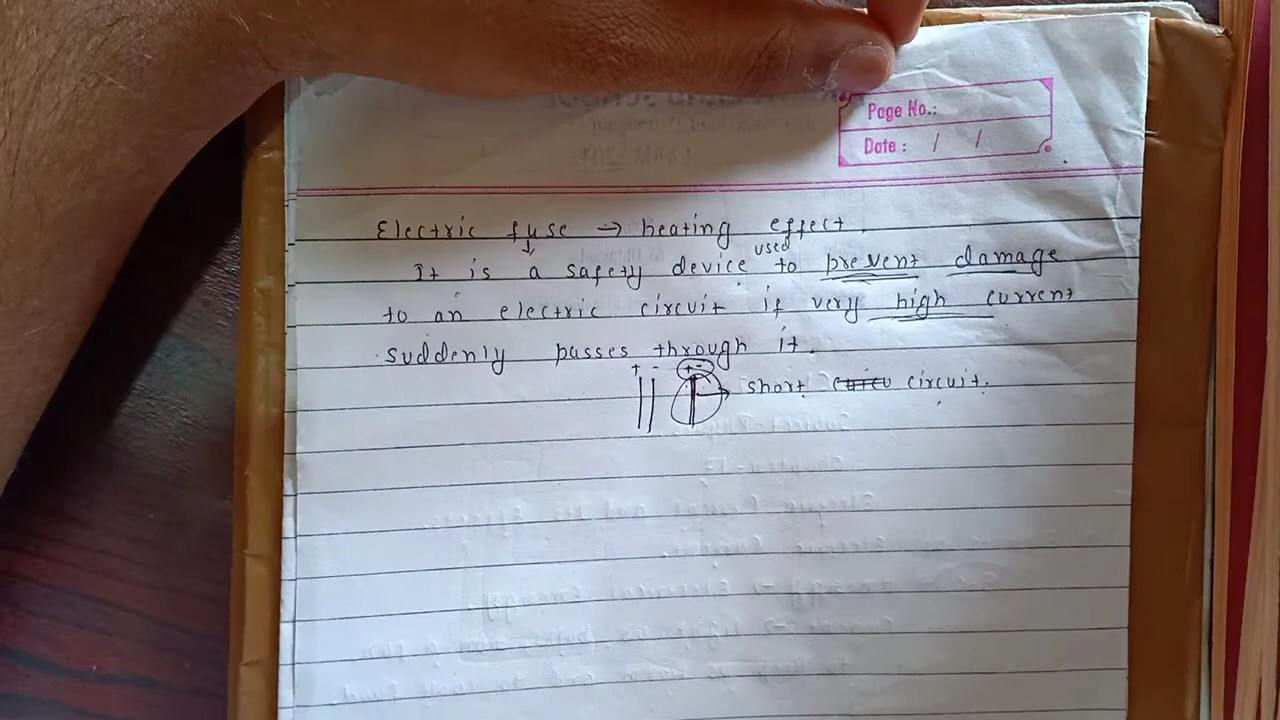 Page No.:
Date : / /
Electric fuse → heating effect.
It is a safety device used to prevent damage
to an electric circuit if very high current
suddenly passes through it.
+ - + -
short circuit.